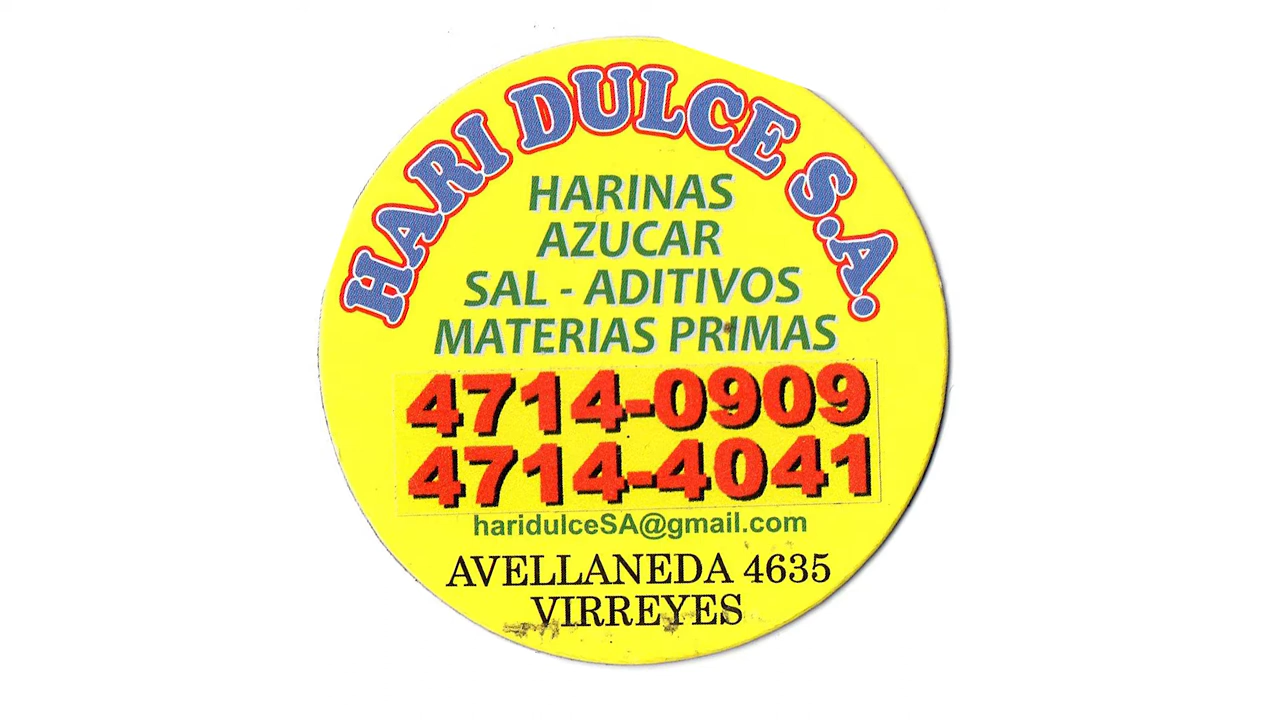 HARI DULCE S.A.
HARINAS
AZUCAR
SAL - ADITIVOS
MATERIAS PRIMAS
4714-0909
4714-4041
haridulceSA@gmail.com
AVELLANEDA 4635
VIRREYES